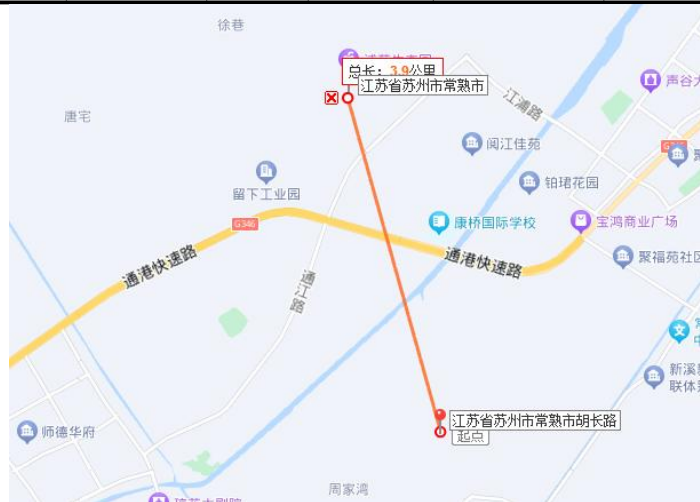 徐巷
总长：3.9公里
江苏省苏州市常熟市
声谷大
江浦路
唐宅
阅江佳苑
铂珺花园
留下工业园
G346
康桥国际学校
宝鸿商业广场
通港快速路
通港快速路
聚福苑社区
通江路
新溪
联体
江苏省苏州市常熟市胡长路
起点
师德华府
周家湾